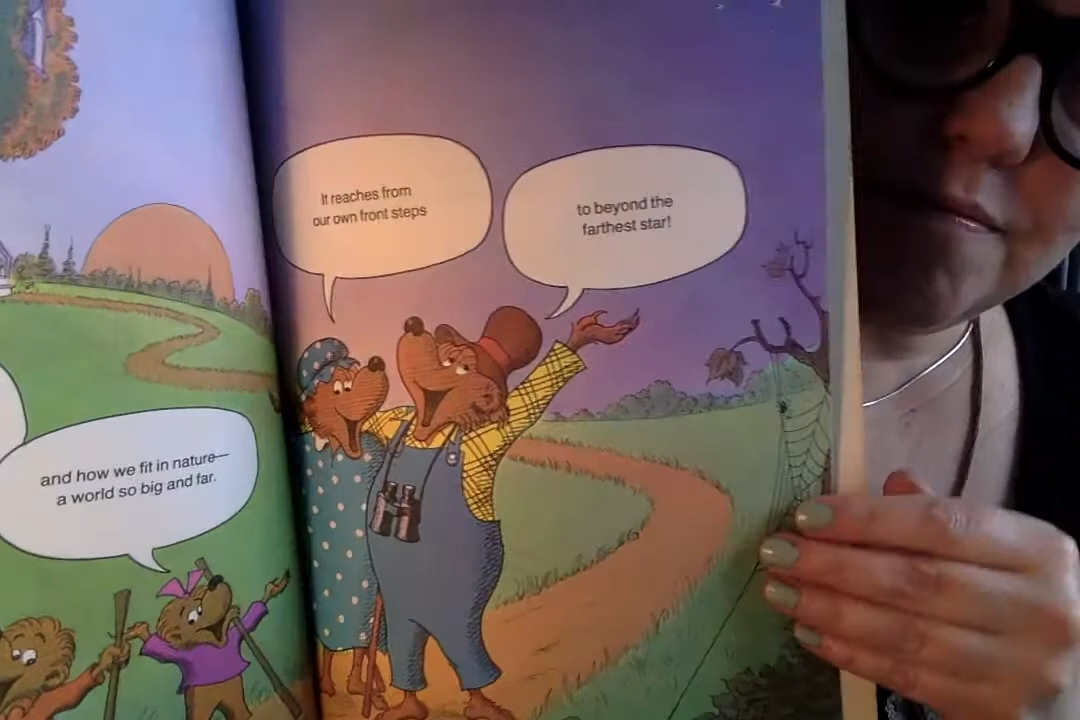 and how we fit in nature—
a world so big and far.
It reaches from
our own front steps
to beyond the
farthest star!